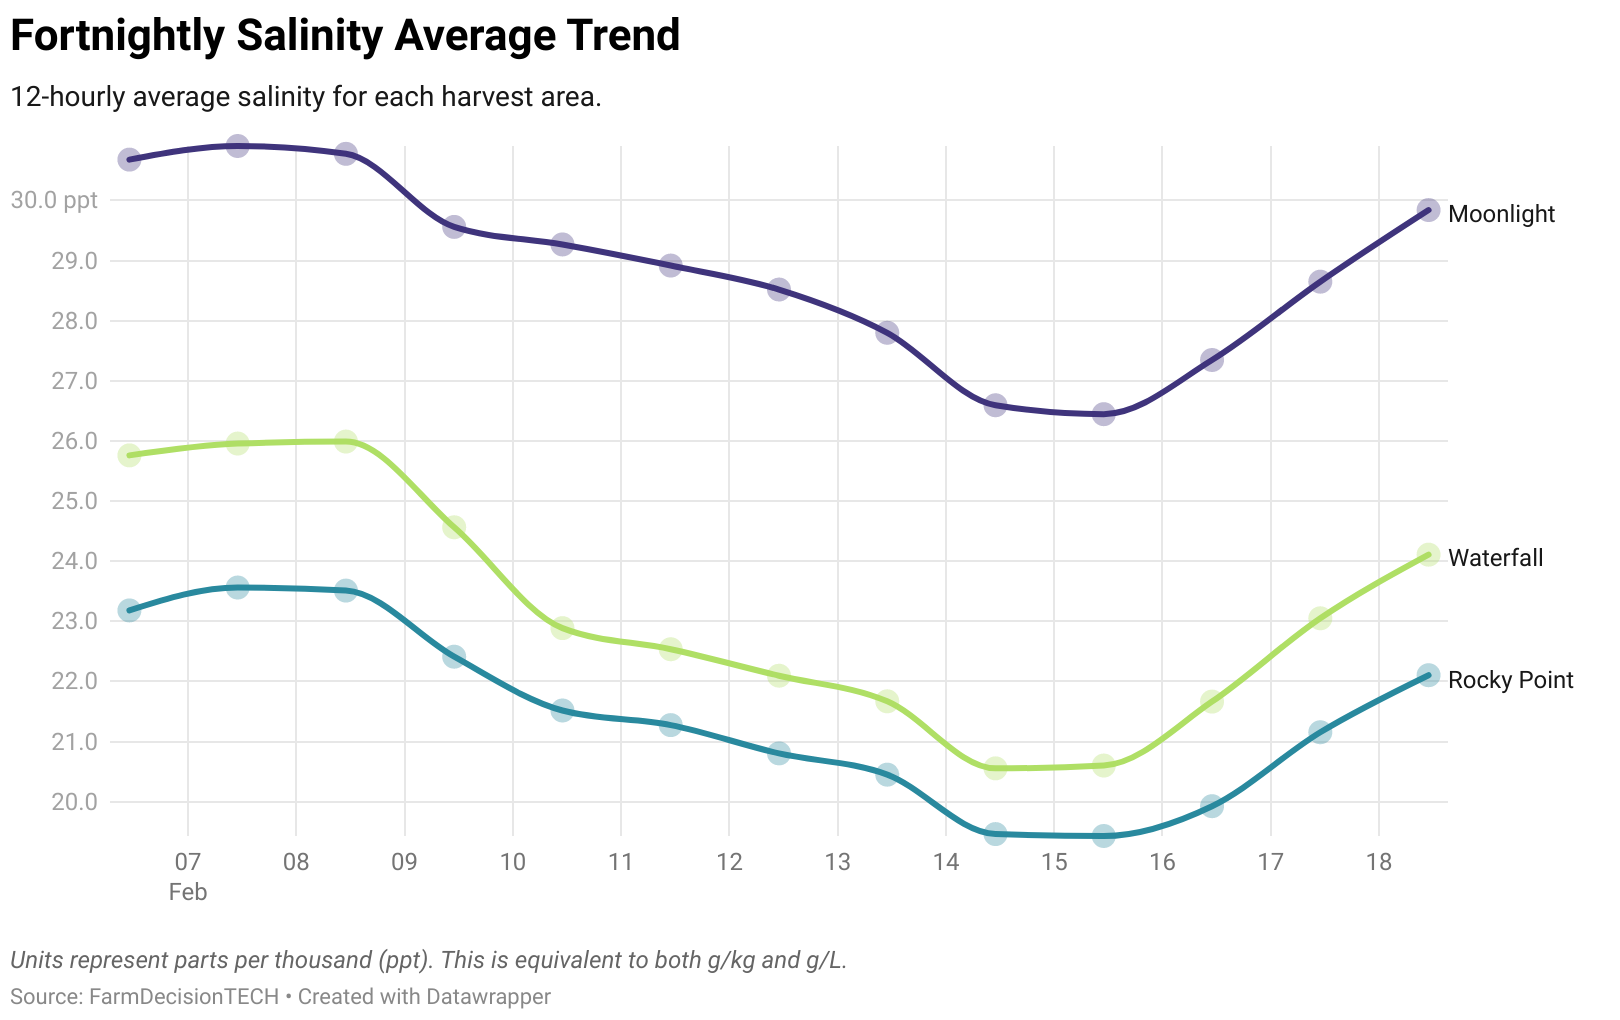 Fortnightly Salinity Average Trend
12-hourly average salinity for each harvest area.
30.0 ppt
29.0
28.0
27.0
26.0
25.0
24.0
23.0
22.0
21.0
20.0
Moonlight
Waterfall
Rocky Point
07 08 09 10 11 12 13 14 15 16 17 18
Feb
Units represent parts per thousand (ppt). This is equivalent to both g/kg and g/L.
Source: FarmDecisionTECH • Created with Datawrapper